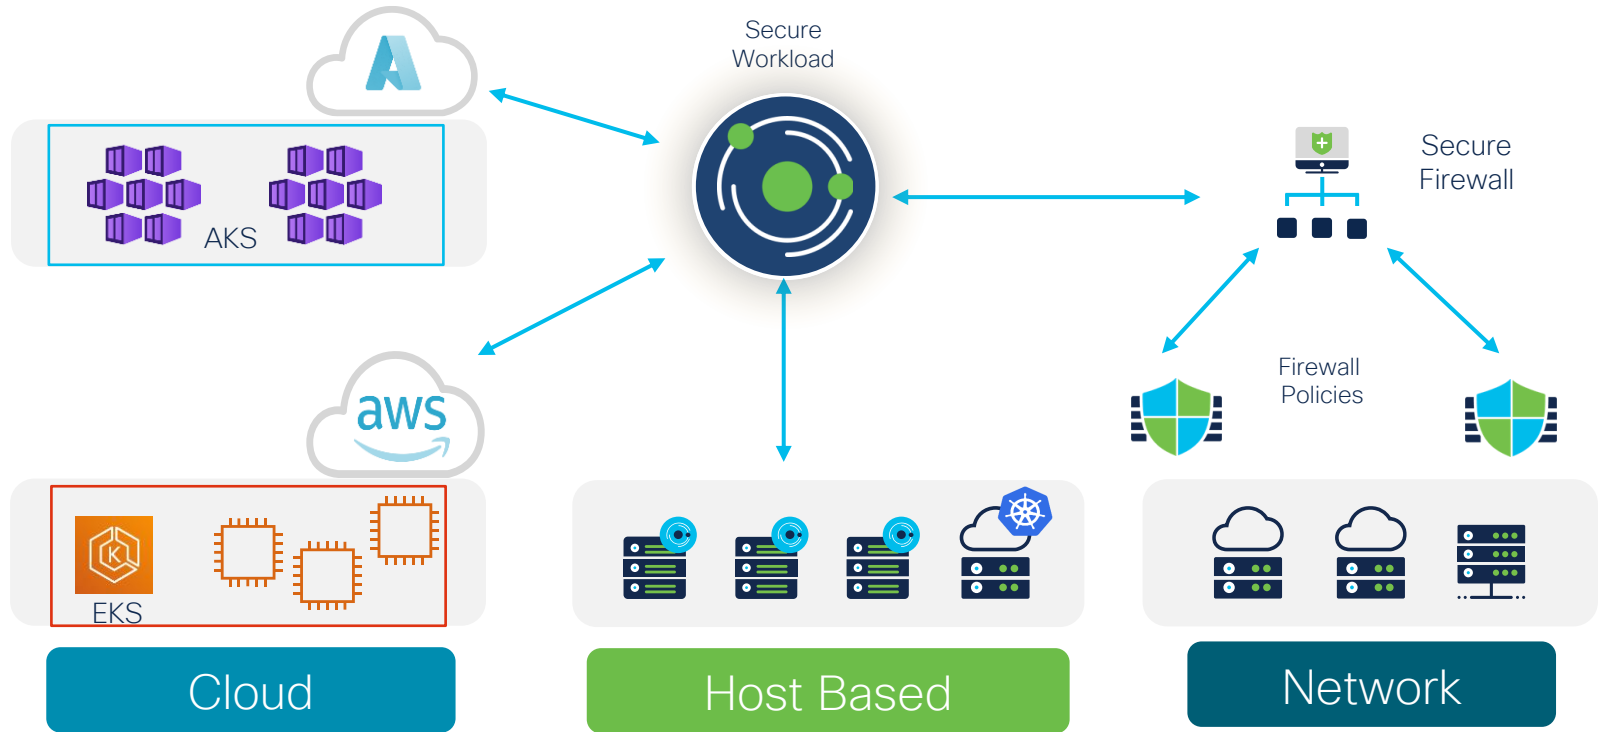 Secure
Workload
AKS
Secure
Firewall
Firewall
Policies
aws
K
EKS
Cloud
Host Based
Network